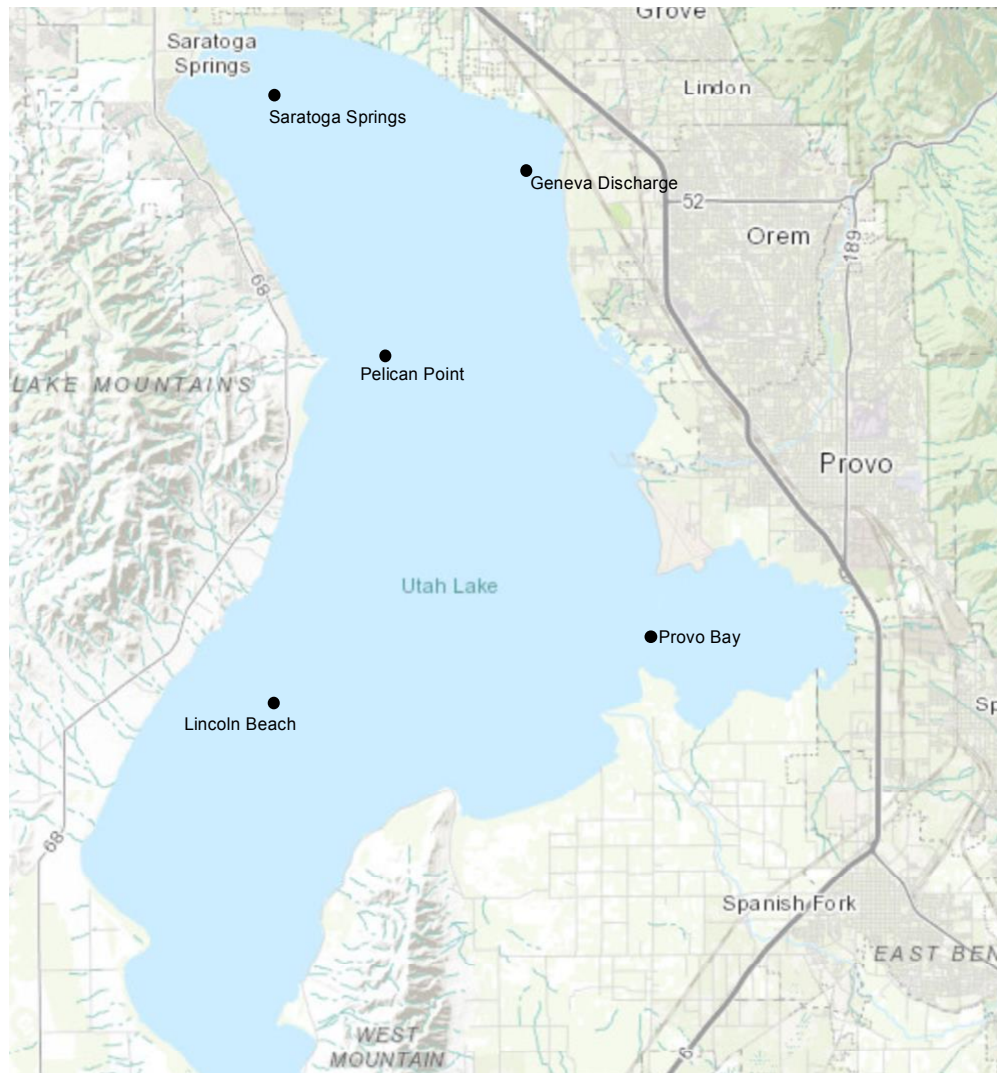 Grove
Saratoga
Springs
Lindon
Saratoga Springs
Geneva Discharge
52
Orem
189
68
Pelican Point
LAKE MOUNTAINS
Provo
Utah Lake
Provo Bay
Lincoln Beach
68
Spanish Fork
EAST BEN
WEST
MOUNTAIN
6